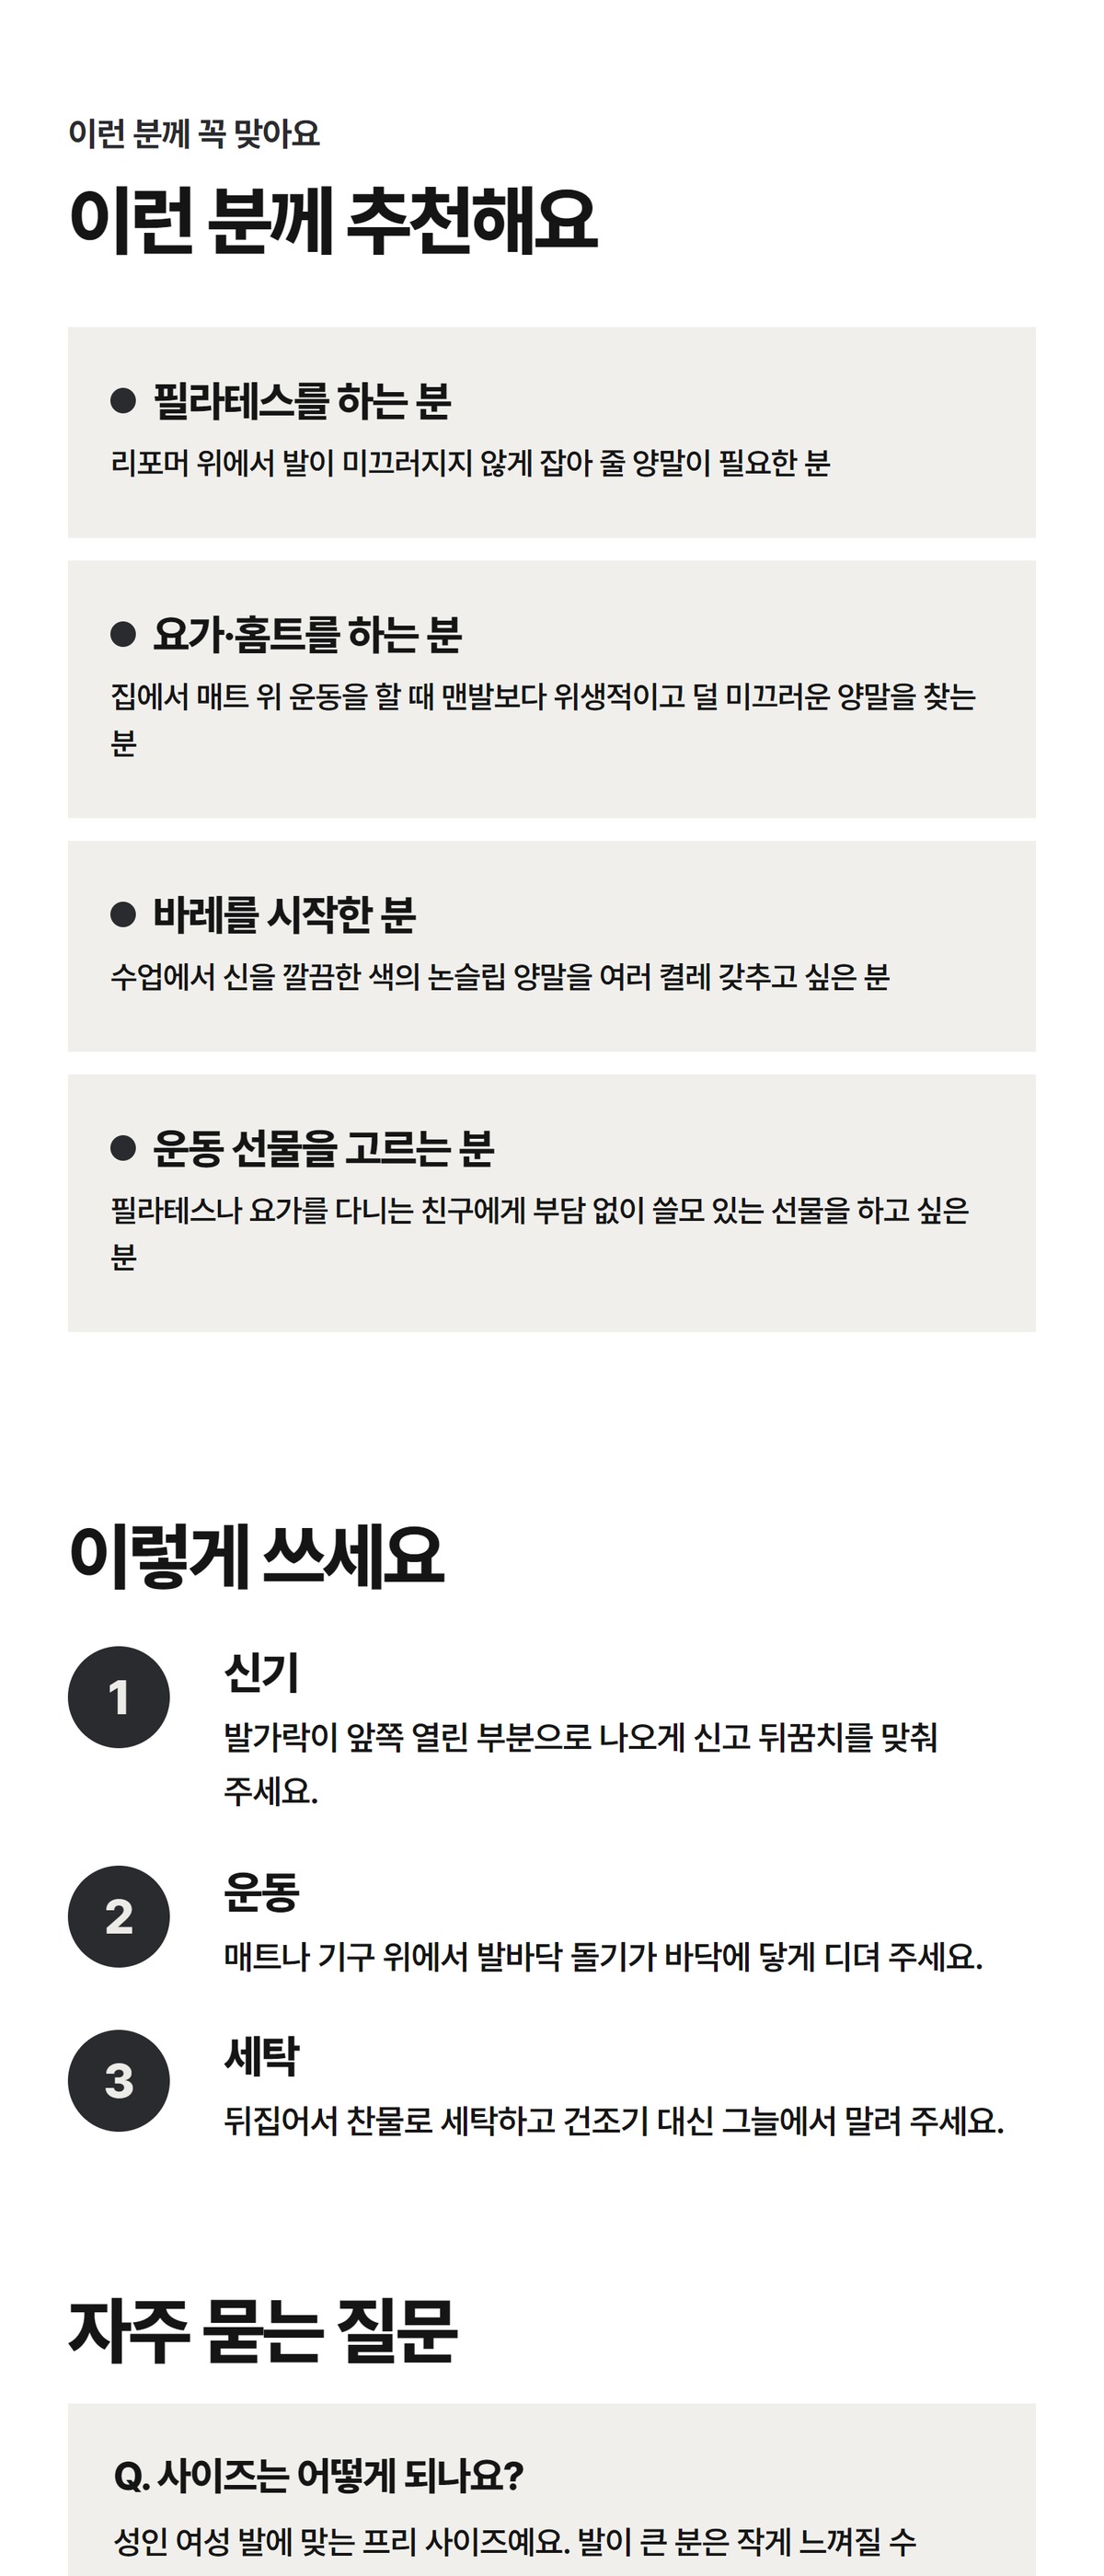 이런 분께 꼭 맞아요
이런 분께 추천해요
필라테스를 하는 분
리포머 위에서 발이 미끄러지지 않게 잡아 줄 양말이 필요한 분
요가·홈트를 하는 분
집에서 매트 위 운동을 할 때 맨발보다 위생적이고 덜 미끄러운 양말을 찾는
분
바레를 시작한 분
수업에서 신을 깔끔한 색의 논슬립 양말을 여러 켤레 갖추고 싶은 분
운동 선물을 고르는 분
필라테스나 요가를 다니는 친구에게 부담 없이 쓸모 있는 선물을 하고 싶은
분
이렇게 쓰세요
1
신기
발가락이 앞쪽 열린 부분으로 나오게 신고 뒤꿈치를 맞춰
주세요.
2
운동
매트나 기구 위에서 발바닥 돌기가 바닥에 닿게 디뎌 주세요.
3
세탁
뒤집어서 찬물로 세탁하고 건조기 대신 그늘에서 말려 주세요.
자주 묻는 질문
Q. 사이즈는 어떻게 되나요?
성인 여성 발에 맞는 프리 사이즈예요. 발이 큰 분은 작게 느껴질 수